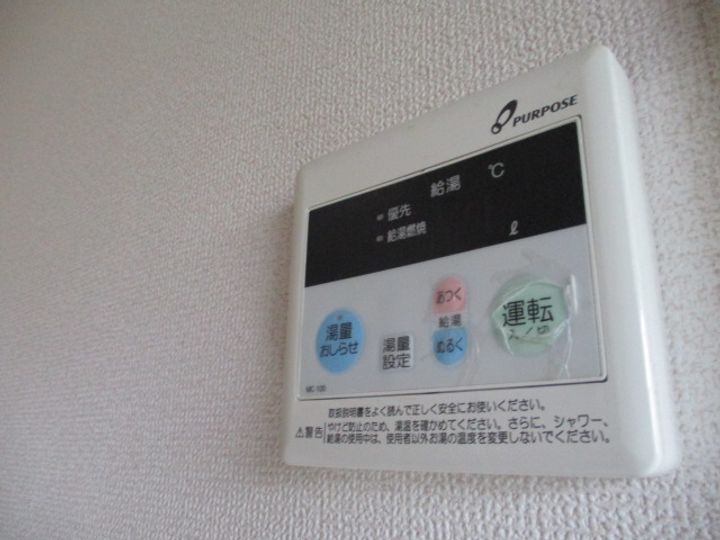 PURPOSE
給湯 ℃
優先
給湯燃焼 ℓ
湯量
おしらせ
湯量
設定
あつく
給湯
ぬるく
運転
入／切
MC-100
取扱説明書をよく読んで正しく安全にお使いください。
⚠警告 やけど防止のため、湯温を確かめてください。さらに、シャワー、
給湯の使用中は、使用者以外お湯の温度を変更しないでください。